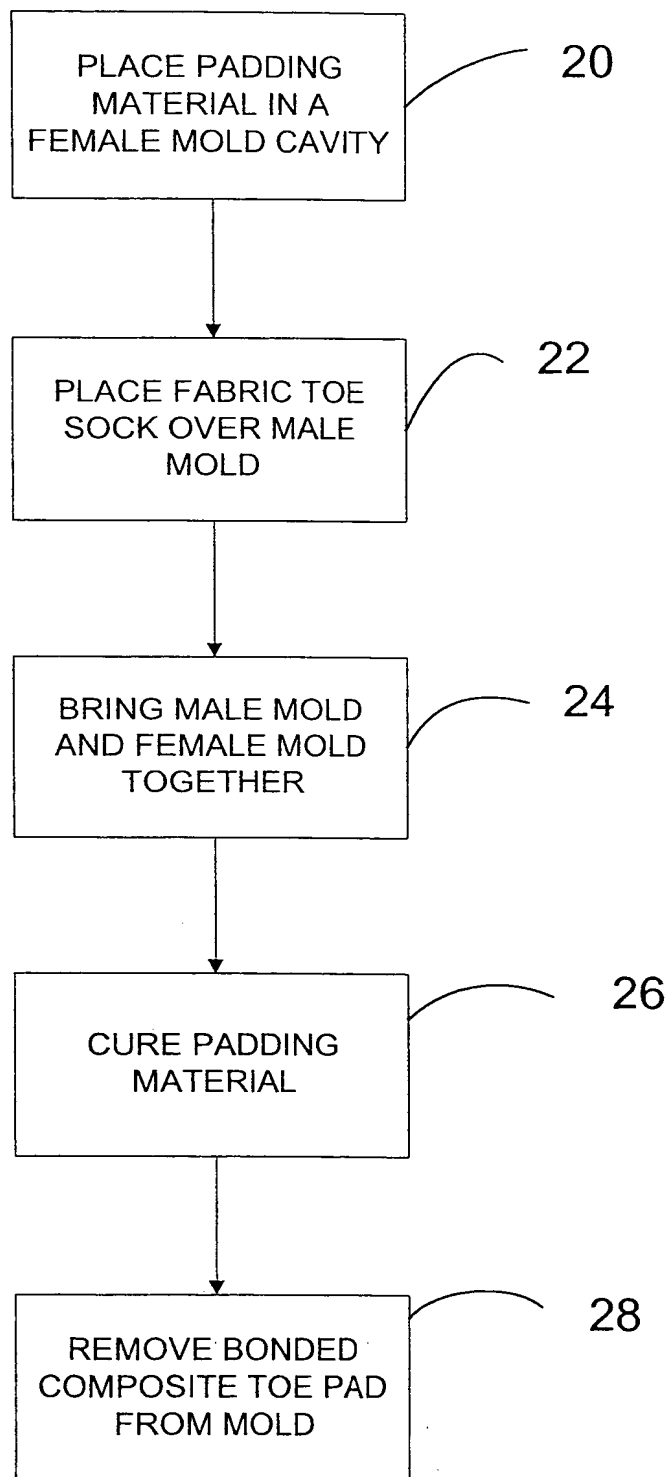 PLACE PADDING
MATERIAL IN A
FEMALE MOLD CAVITY
20
PLACE FABRIC TOE
SOCK OVER MALE
MOLD
22
BRING MALE MOLD
AND FEMALE MOLD
TOGETHER
24
CURE PADDING
MATERIAL
26
REMOVE BONDED
COMPOSITE TOE PAD
FROM MOLD
28